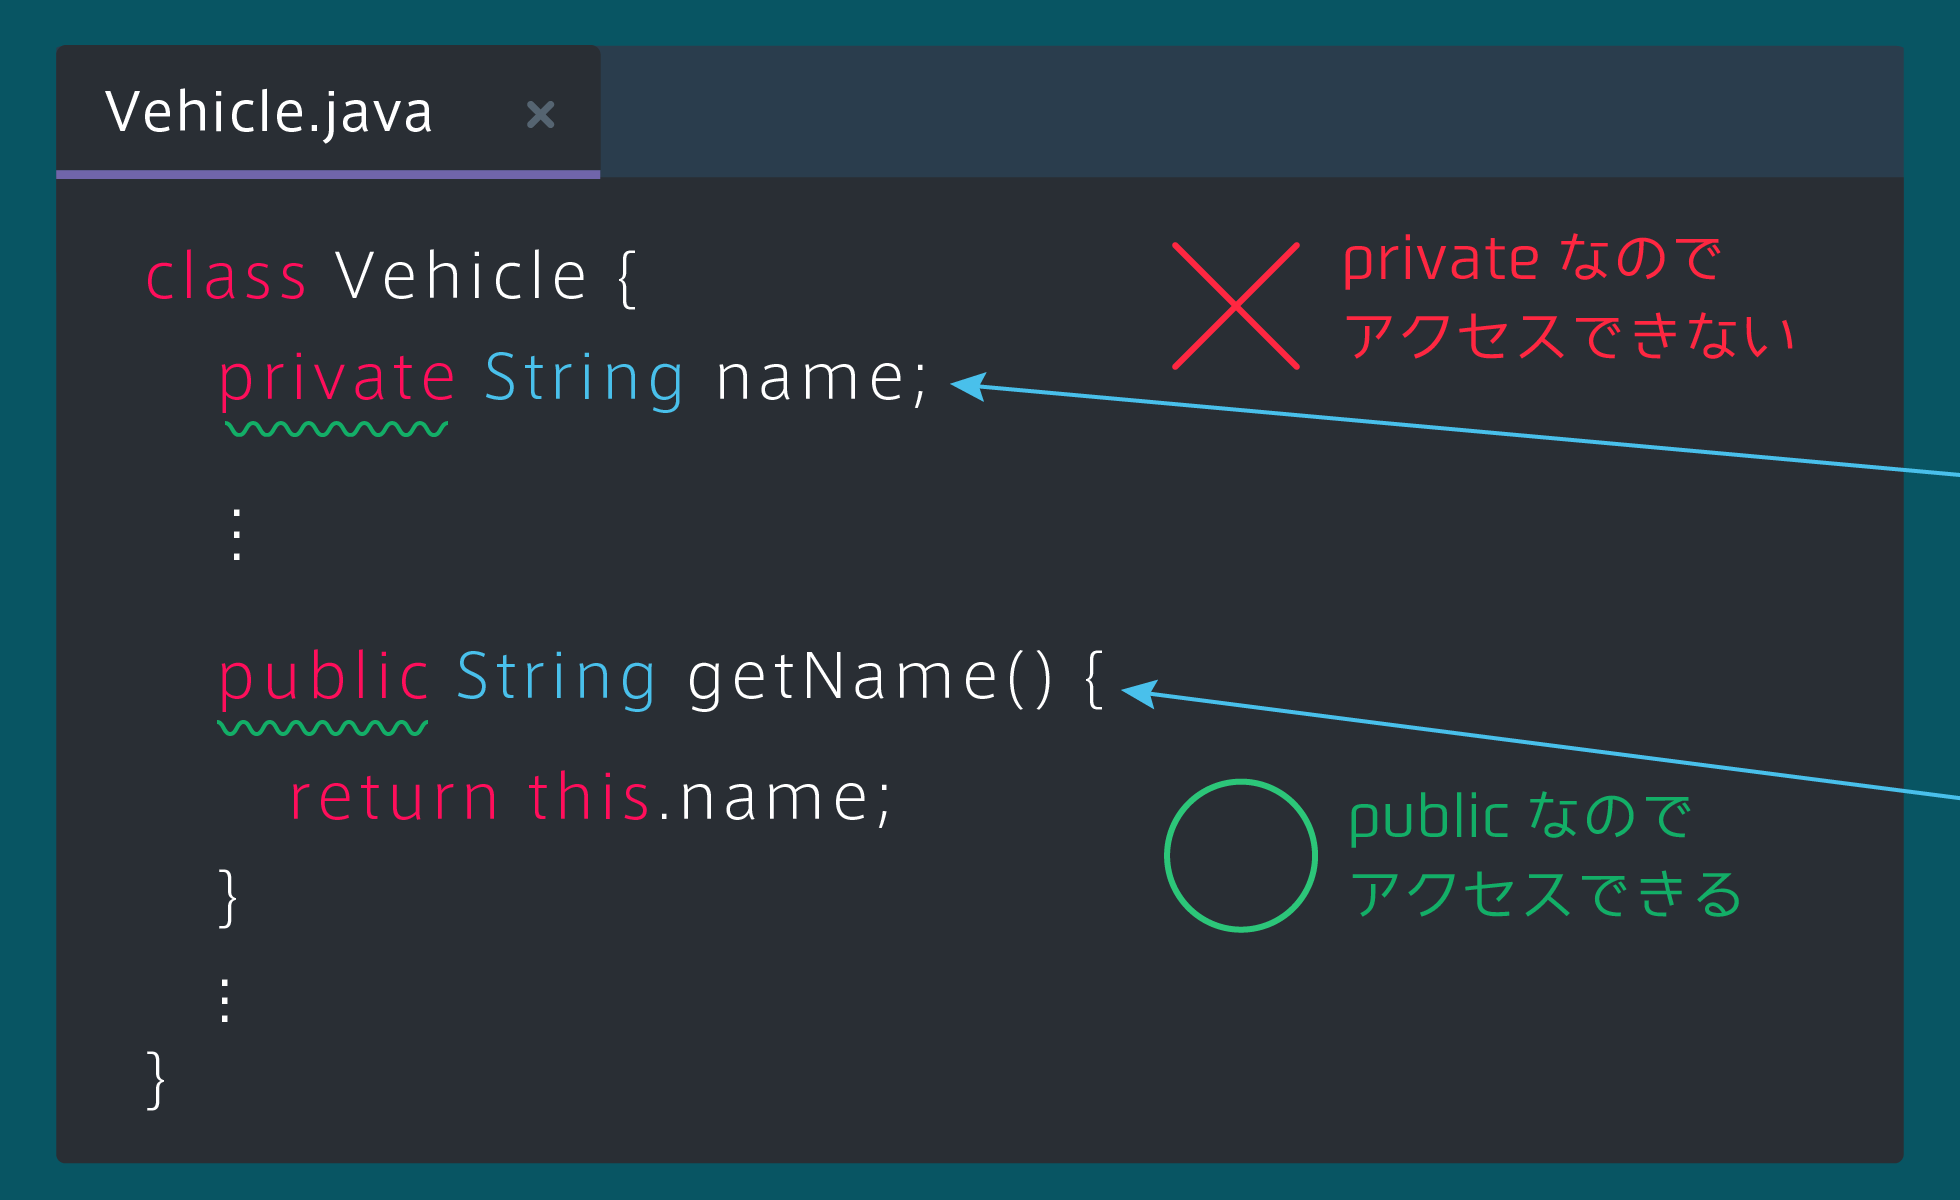 Vehicle.java ×
class Vehicle {
private String name;
⋮
public String getName() {
return this.name;
}
⋮
}
private なので
アクセスできない
public なので
アクセスできる